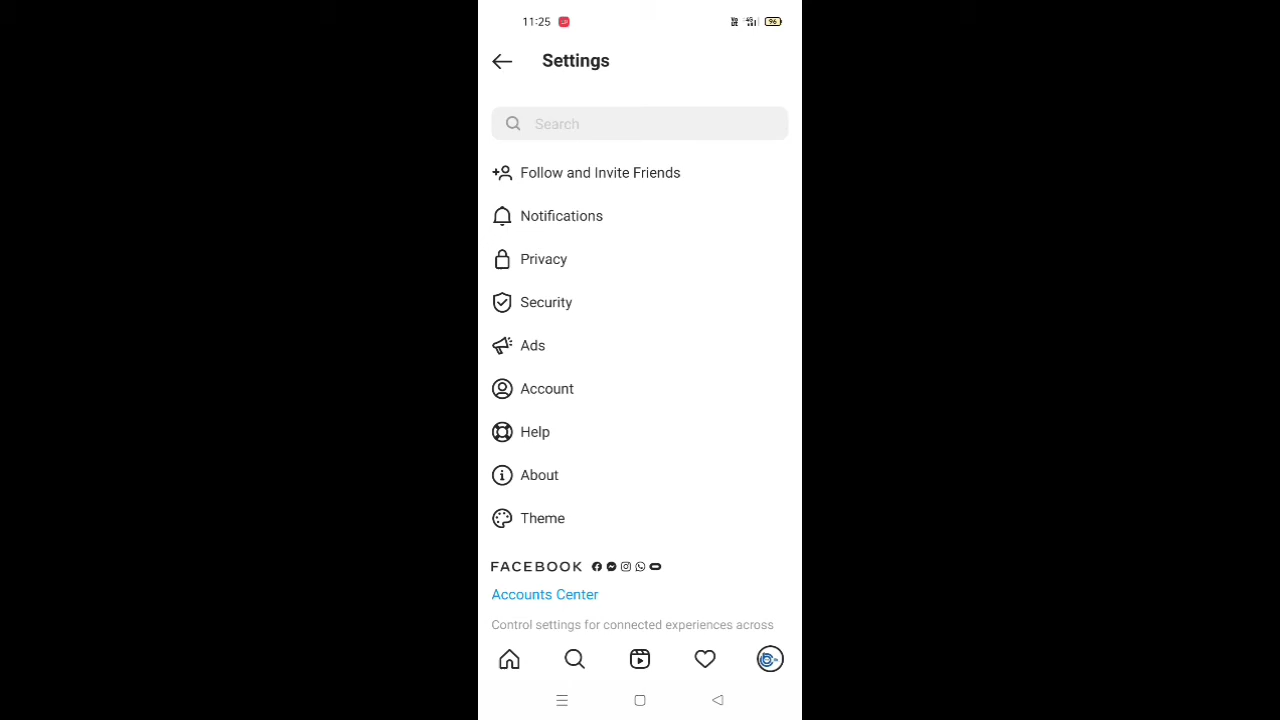 11:25
96
Settings
Search
Follow and Invite Friends
Notifications
Privacy
Security
Ads
Account
Help
About
Theme
FACEBOOK
Accounts Center
Control settings for connected experiences across